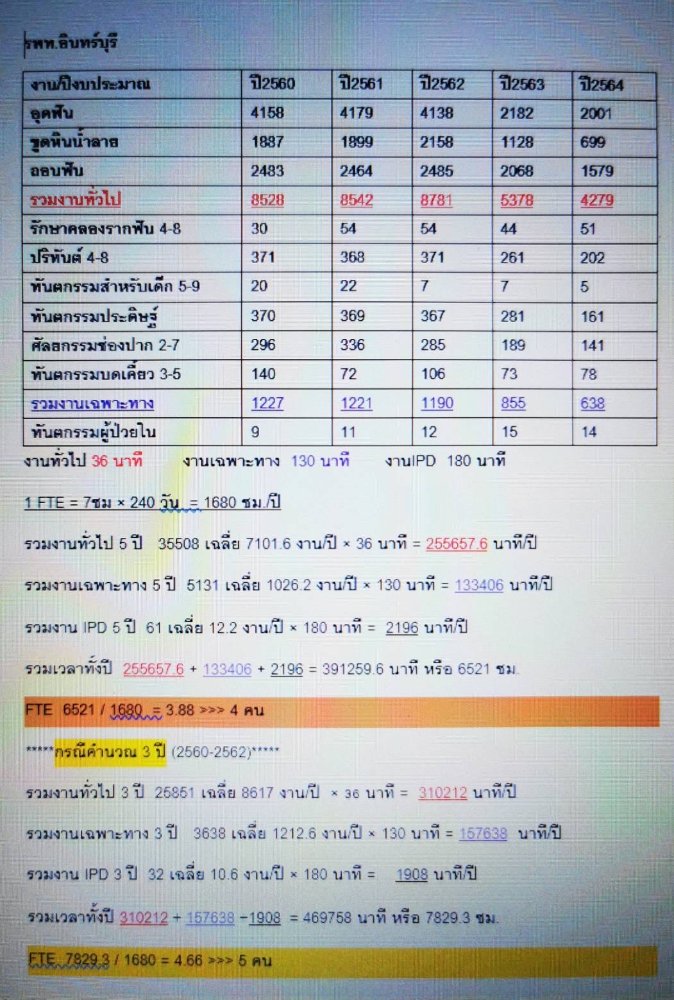 รพท.อินทร์บุรี
งาน/ปีงบประมาณ ปี2560 ปี2561 ปี2562 ปี2563 ปี2564
อุดฟัน 4158 4179 4138 2182 2001
ขูดหินน้ำลาย 1887 1899 2158 1128 699
ถอนฟัน 2483 2464 2485 2068 1579
รวมงานทั่วไป 8528 8542 8781 5378 4279
รักษาคลองรากฟัน 4-8 30 54 54 44 51
ปริทันต์ 4-8 371 368 371 261 202
ทันตกรรมสำหรับเด็ก 5-9 20 22 7 7 5
ทันตกรรมประดิษฐ์ 370 369 367 281 161
ศัลยกรรมช่องปาก 2-7 296 336 285 189 141
ทันตกรรมบดเคี้ยว 3-5 140 72 106 73 78
รวมงานเฉพาะทาง 1227 1221 1190 855 638
ทันตกรรมผู้ป่วยใน 9 11 12 15 14
งานทั่วไป 36 นาที งานเฉพาะทาง 130 นาที งานIPD 180 นาที
1 FTE = 7ชม × 240 วัน = 1680 ชม./ปี
รวมงานทั่วไป 5 ปี 35508 เฉลี่ย 7101.6 งาน/ปี × 36 นาที = 255657.6 นาที/ปี
รวมงานเฉพาะทาง 5 ปี 5131 เฉลี่ย 1026.2 งาน/ปี × 130 นาที = 133406 นาที/ปี
รวมงาน IPD 5 ปี 61 เฉลี่ย 12.2 งาน/ปี × 180 นาที = 2196 นาที/ปี
รวมเวลาทั้งปี 255657.6 + 133406 + 2196 = 391259.6 นาที หรือ 6521 ชม.
FTE 6521 / 1680 = 3.88 >>> 4 คน
*****กรณีคำนวณ 3 ปี (2560-2562)*****
รวมงานทั่วไป 3 ปี 25851 เฉลี่ย 8617 งาน/ปี × 36 นาที = 310212 นาที/ปี
รวมงานเฉพาะทาง 3 ปี 3638 เฉลี่ย 1212.6 งาน/ปี × 130 นาที = 157638 นาที/ปี
รวมงาน IPD 3 ปี 32 เฉลี่ย 10.6 งาน/ปี × 180 นาที = 1908 นาที/ปี
รวมเวลาทั้งปี 310212 + 157638 +1908 = 469758 นาที หรือ 7829.3 ชม.
FTE 7829.3 / 1680 = 4.66 >>> 5 คน